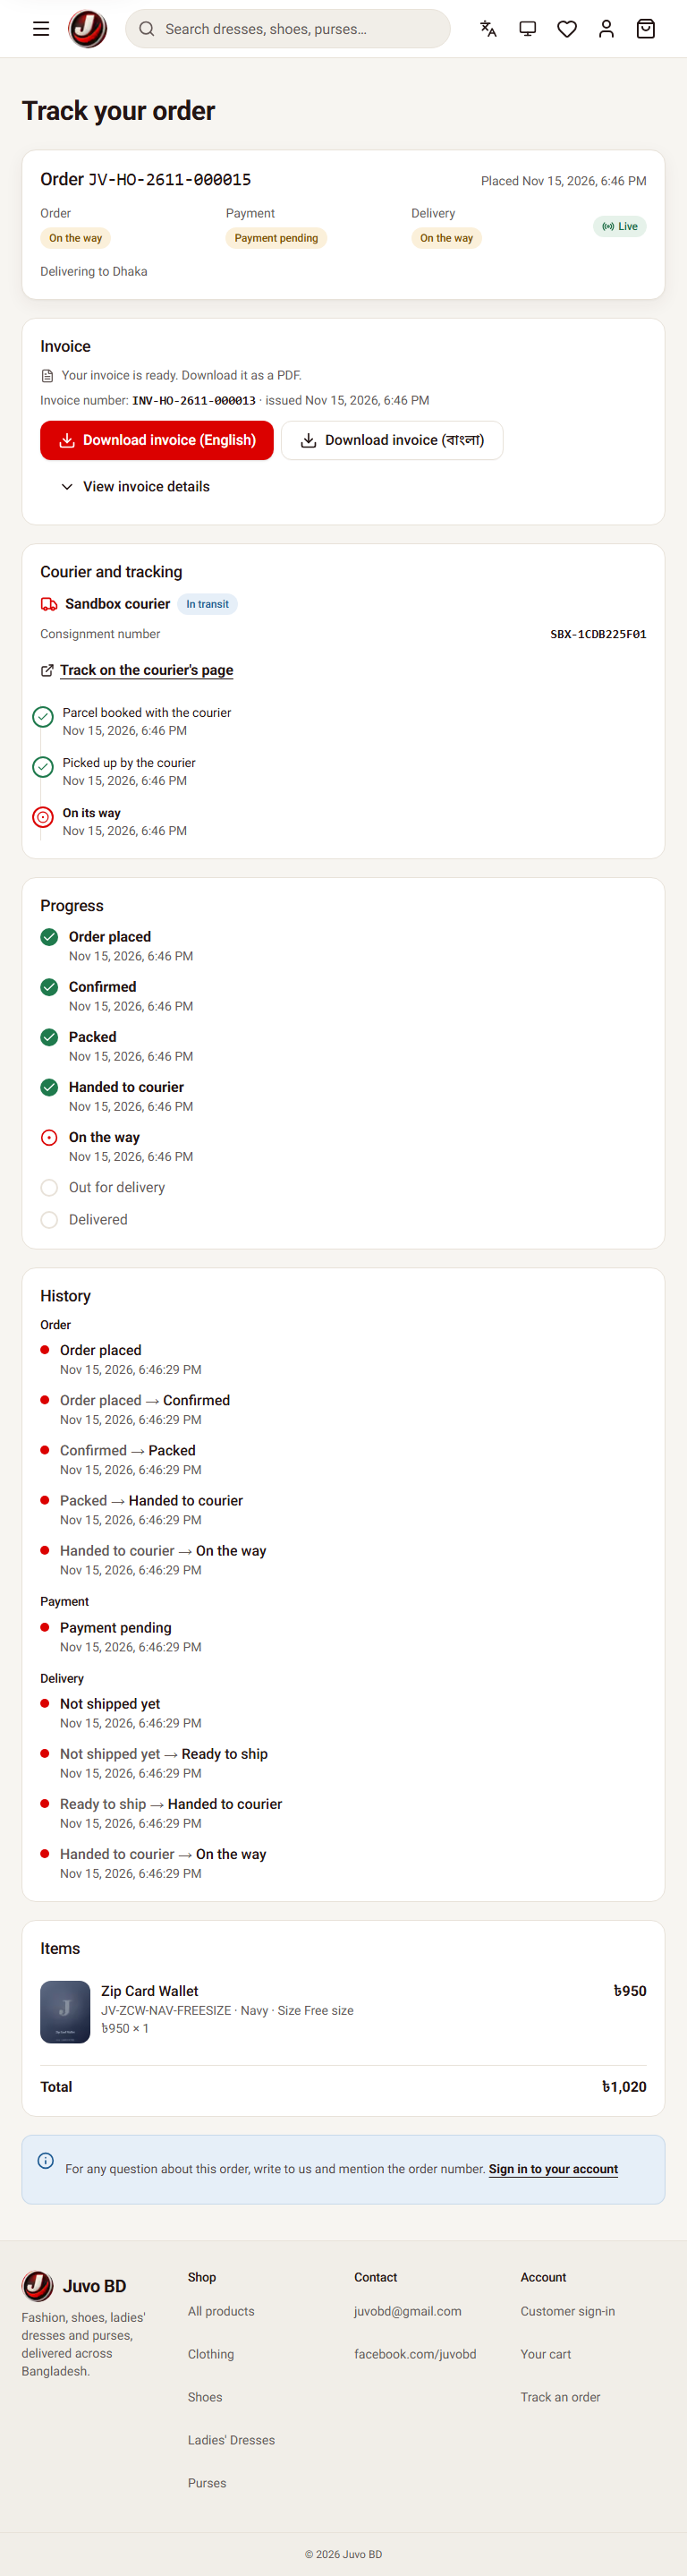 Search dresses, shoes, purses...
Track your order
Order JV-HO-2611-000015
Placed Nov 15, 2026, 6:46 PM
Order
Payment
Delivery
On the way
Payment pending
On the way
Live
Delivering to Dhaka
Invoice
Your invoice is ready. Download it as a PDF.
Invoice number: INV-HO-2611-000013 · issued Nov 15, 2026, 6:46 PM
Download invoice (English)
Download invoice (বাংলা)
View invoice details
Courier and tracking
Sandbox courier
In transit
Consignment number
SBX-1CDB225F01
Track on the courier's page
Parcel booked with the courier
Nov 15, 2026, 6:46 PM
Picked up by the courier
Nov 15, 2026, 6:46 PM
On its way
Nov 15, 2026, 6:46 PM
Progress
Order placed
Nov 15, 2026, 6:46 PM
Confirmed
Nov 15, 2026, 6:46 PM
Packed
Nov 15, 2026, 6:46 PM
Handed to courier
Nov 15, 2026, 6:46 PM
On the way
Nov 15, 2026, 6:46 PM
Out for delivery
Delivered
History
Order
Order placed
Nov 15, 2026, 6:46:29 PM
Order placed → Confirmed
Nov 15, 2026, 6:46:29 PM
Confirmed → Packed
Nov 15, 2026, 6:46:29 PM
Packed → Handed to courier
Nov 15, 2026, 6:46:29 PM
Handed to courier → On the way
Nov 15, 2026, 6:46:29 PM
Payment
Payment pending
Nov 15, 2026, 6:46:29 PM
Delivery
Not shipped yet
Nov 15, 2026, 6:46:29 PM
Not shipped yet → Ready to ship
Nov 15, 2026, 6:46:29 PM
Ready to ship → Handed to courier
Nov 15, 2026, 6:46:29 PM
Handed to courier → On the way
Nov 15, 2026, 6:46:29 PM
Items
Zip Card Wallet
৳950
JV-ZCW-NAV-FREESIZE · Navy · Size Free size
৳950 × 1
Total
৳1,020
For any question about this order, write to us and mention the order number. Sign in to your account
Juvo BD
Fashion, shoes, ladies'
dresses and purses,
delivered across
Bangladesh.
Shop
All products
Clothing
Shoes
Ladies' Dresses
Purses
Contact
juvobd@gmail.com
facebook.com/juvobd
Account
Customer sign-in
Your cart
Track an order
© 2026 Juvo BD